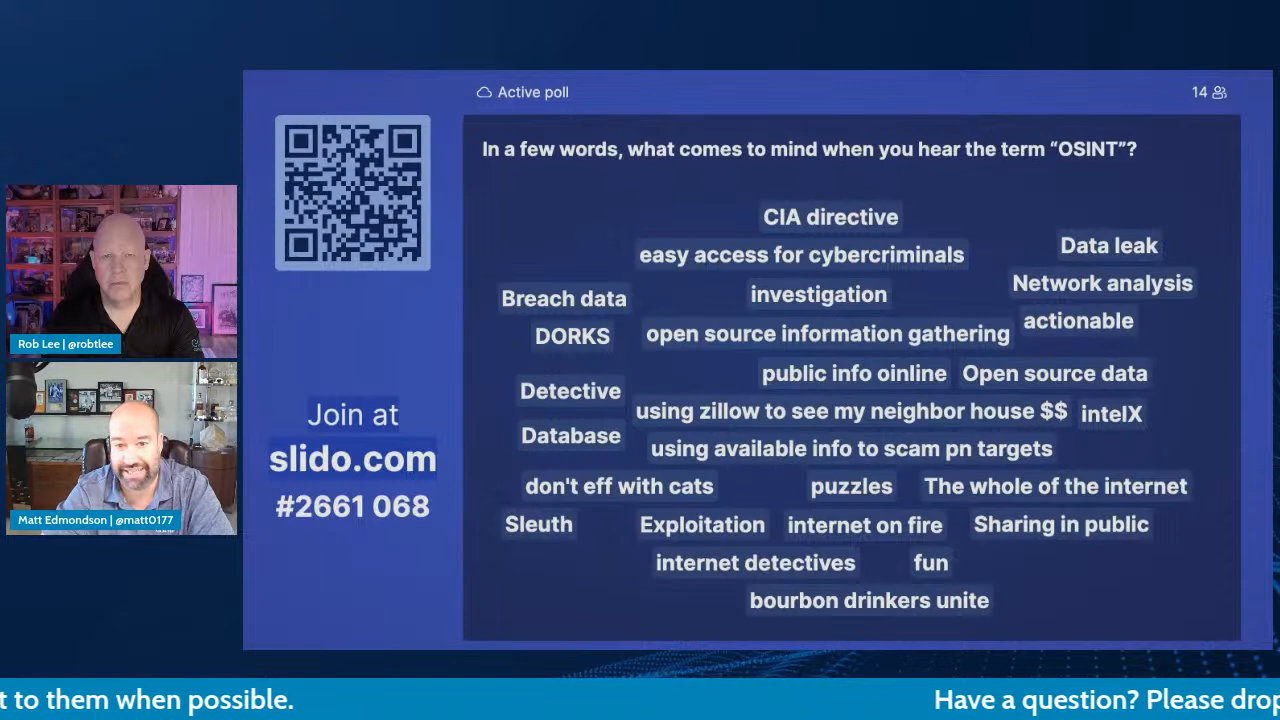 Active poll
14
In a few words, what comes to mind when you hear the term “OSINT”?
CIA directive
easy access for cybercriminals
Data leak
Network analysis
Breach data
investigation
actionable
DORKS
open source information gathering
public info oinline
Open source data
Detective
using zillow to see my neighbor house $$
intelX
Database
using available info to scam pn targets
don't eff with cats
puzzles
The whole of the internet
Sleuth
Exploitation
internet on fire
Sharing in public
internet detectives
fun
bourbon drinkers unite
Join at
slido.com
#2661 068
Rob Lee | @robtlee
Matt Edmondson | @matt0177
t to them when possible.
Have a question? Please drop